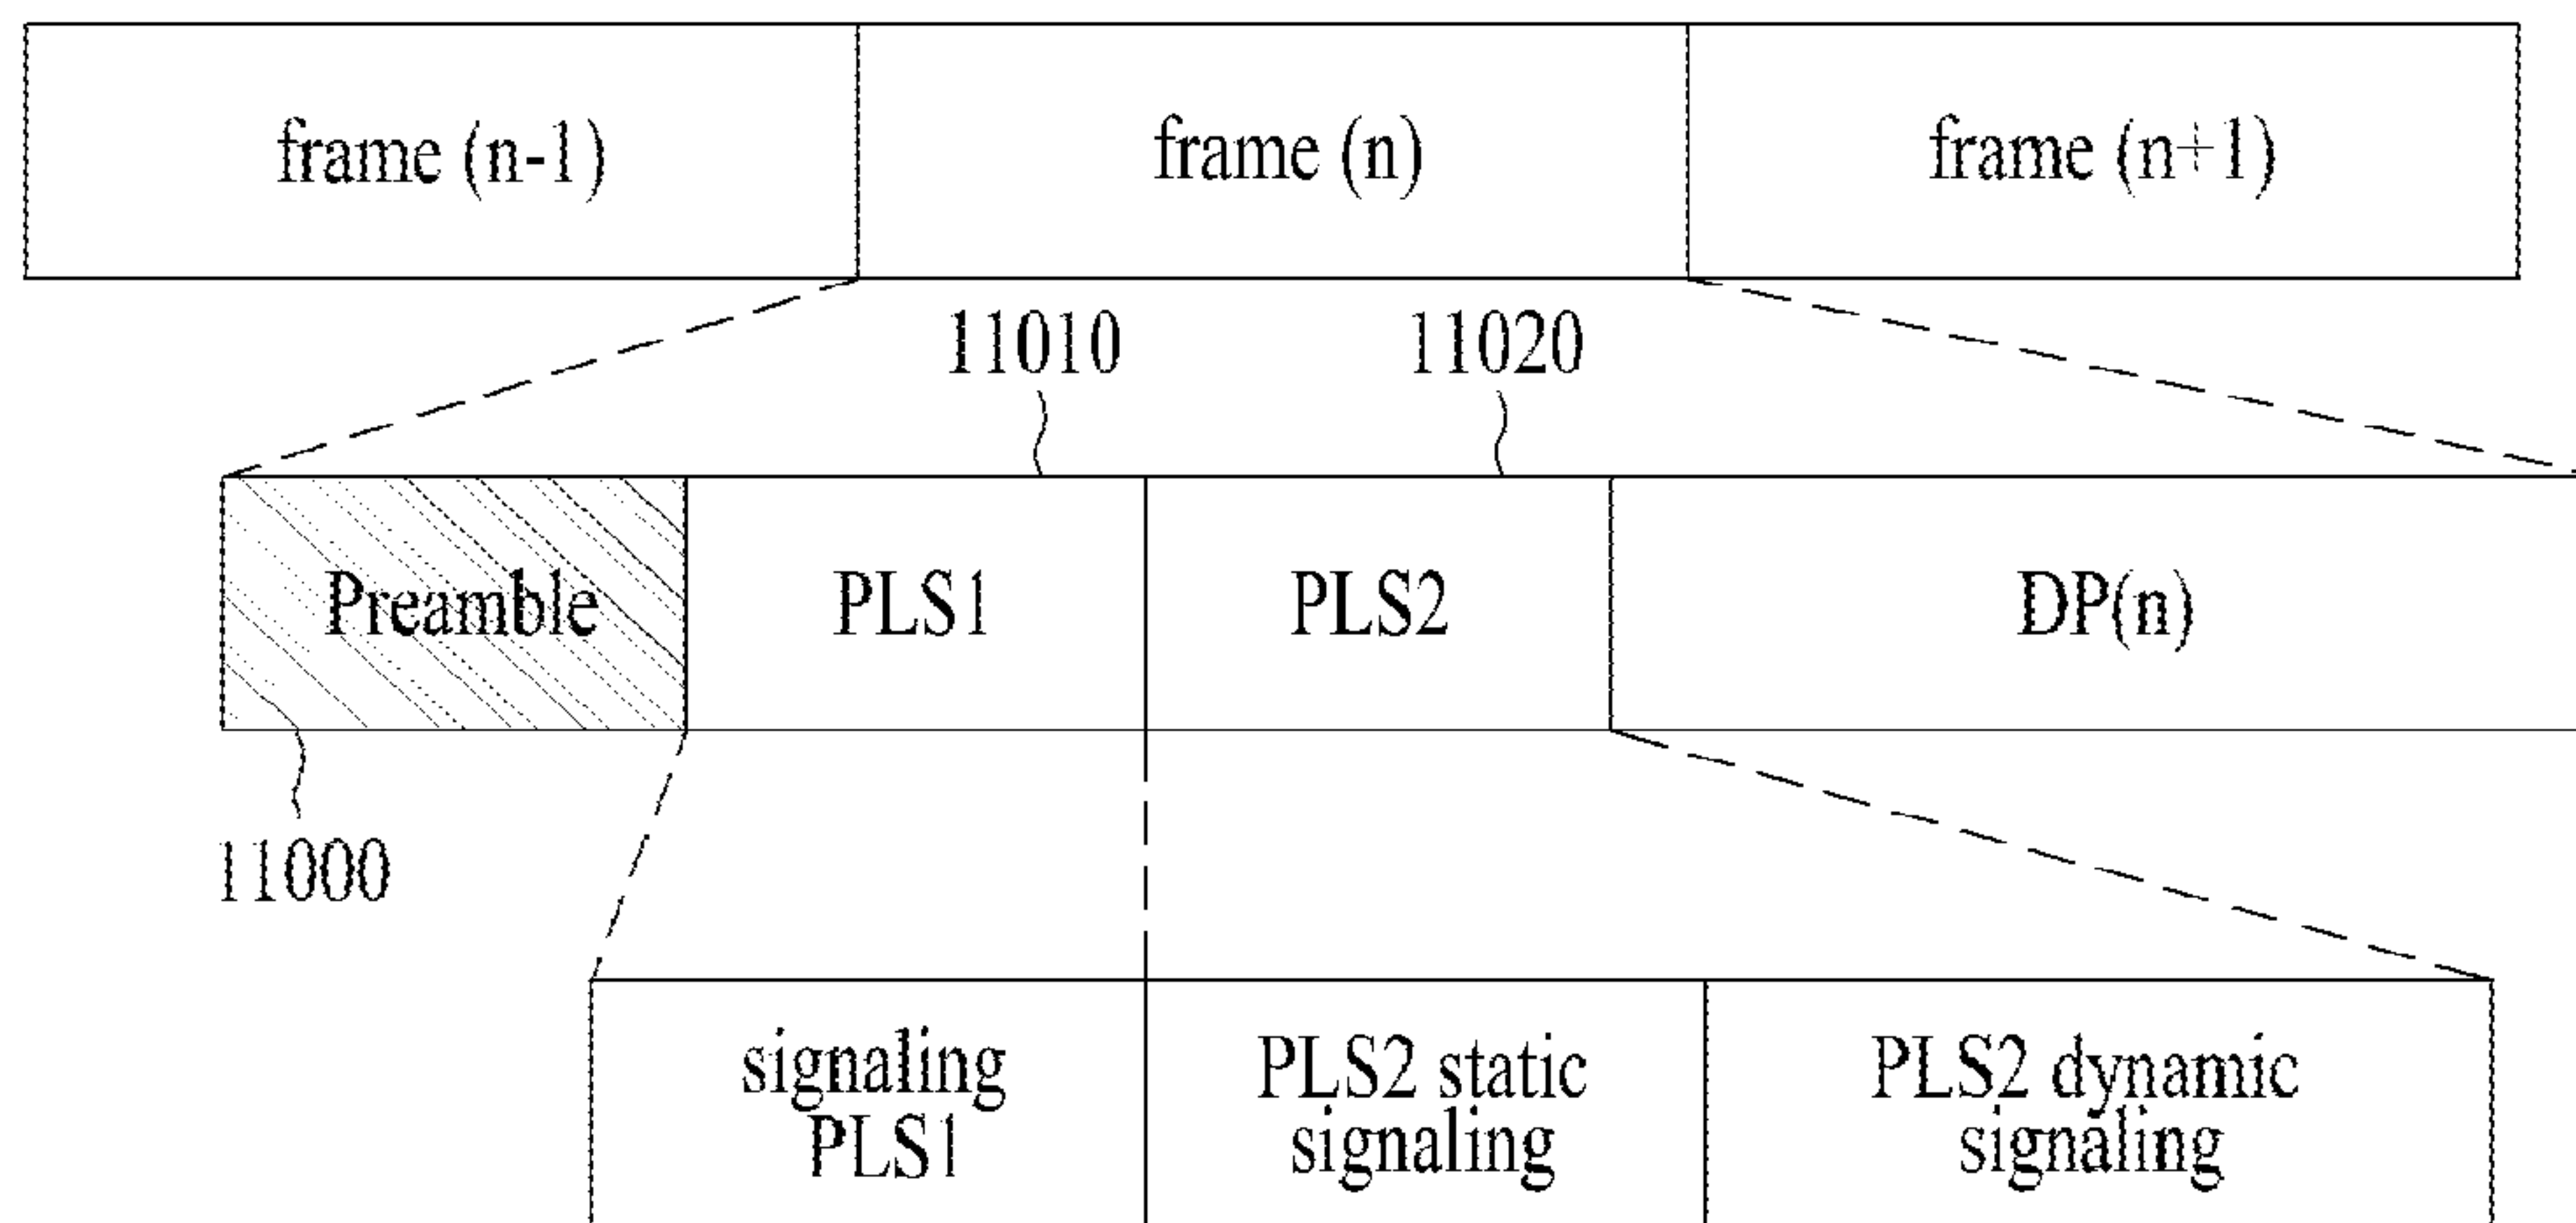 frame (n-1)
frame (n)
frame (n+1)
11010
11020
Preamble
PLS1
PLS2
DP(n)
11000
signaling
PLS1
PLS2 static
signaling
PLS2 dynamic
signaling